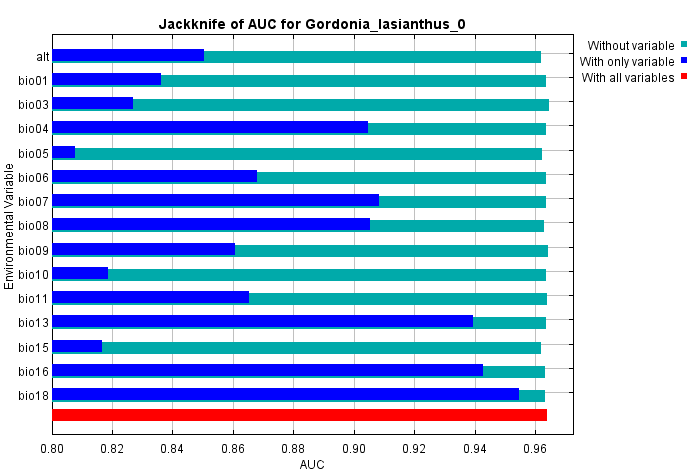 Jackknife of AUC for Gordonia_lasianthus_0
Without variable
With only variable
With all variables
Environmental Variable
alt
bio01
bio03
bio04
bio05
bio06
bio07
bio08
bio09
bio10
bio11
bio13
bio15
bio16
bio18
0.80 0.82 0.84 0.86 0.88 0.90 0.92 0.94 0.96
AUC